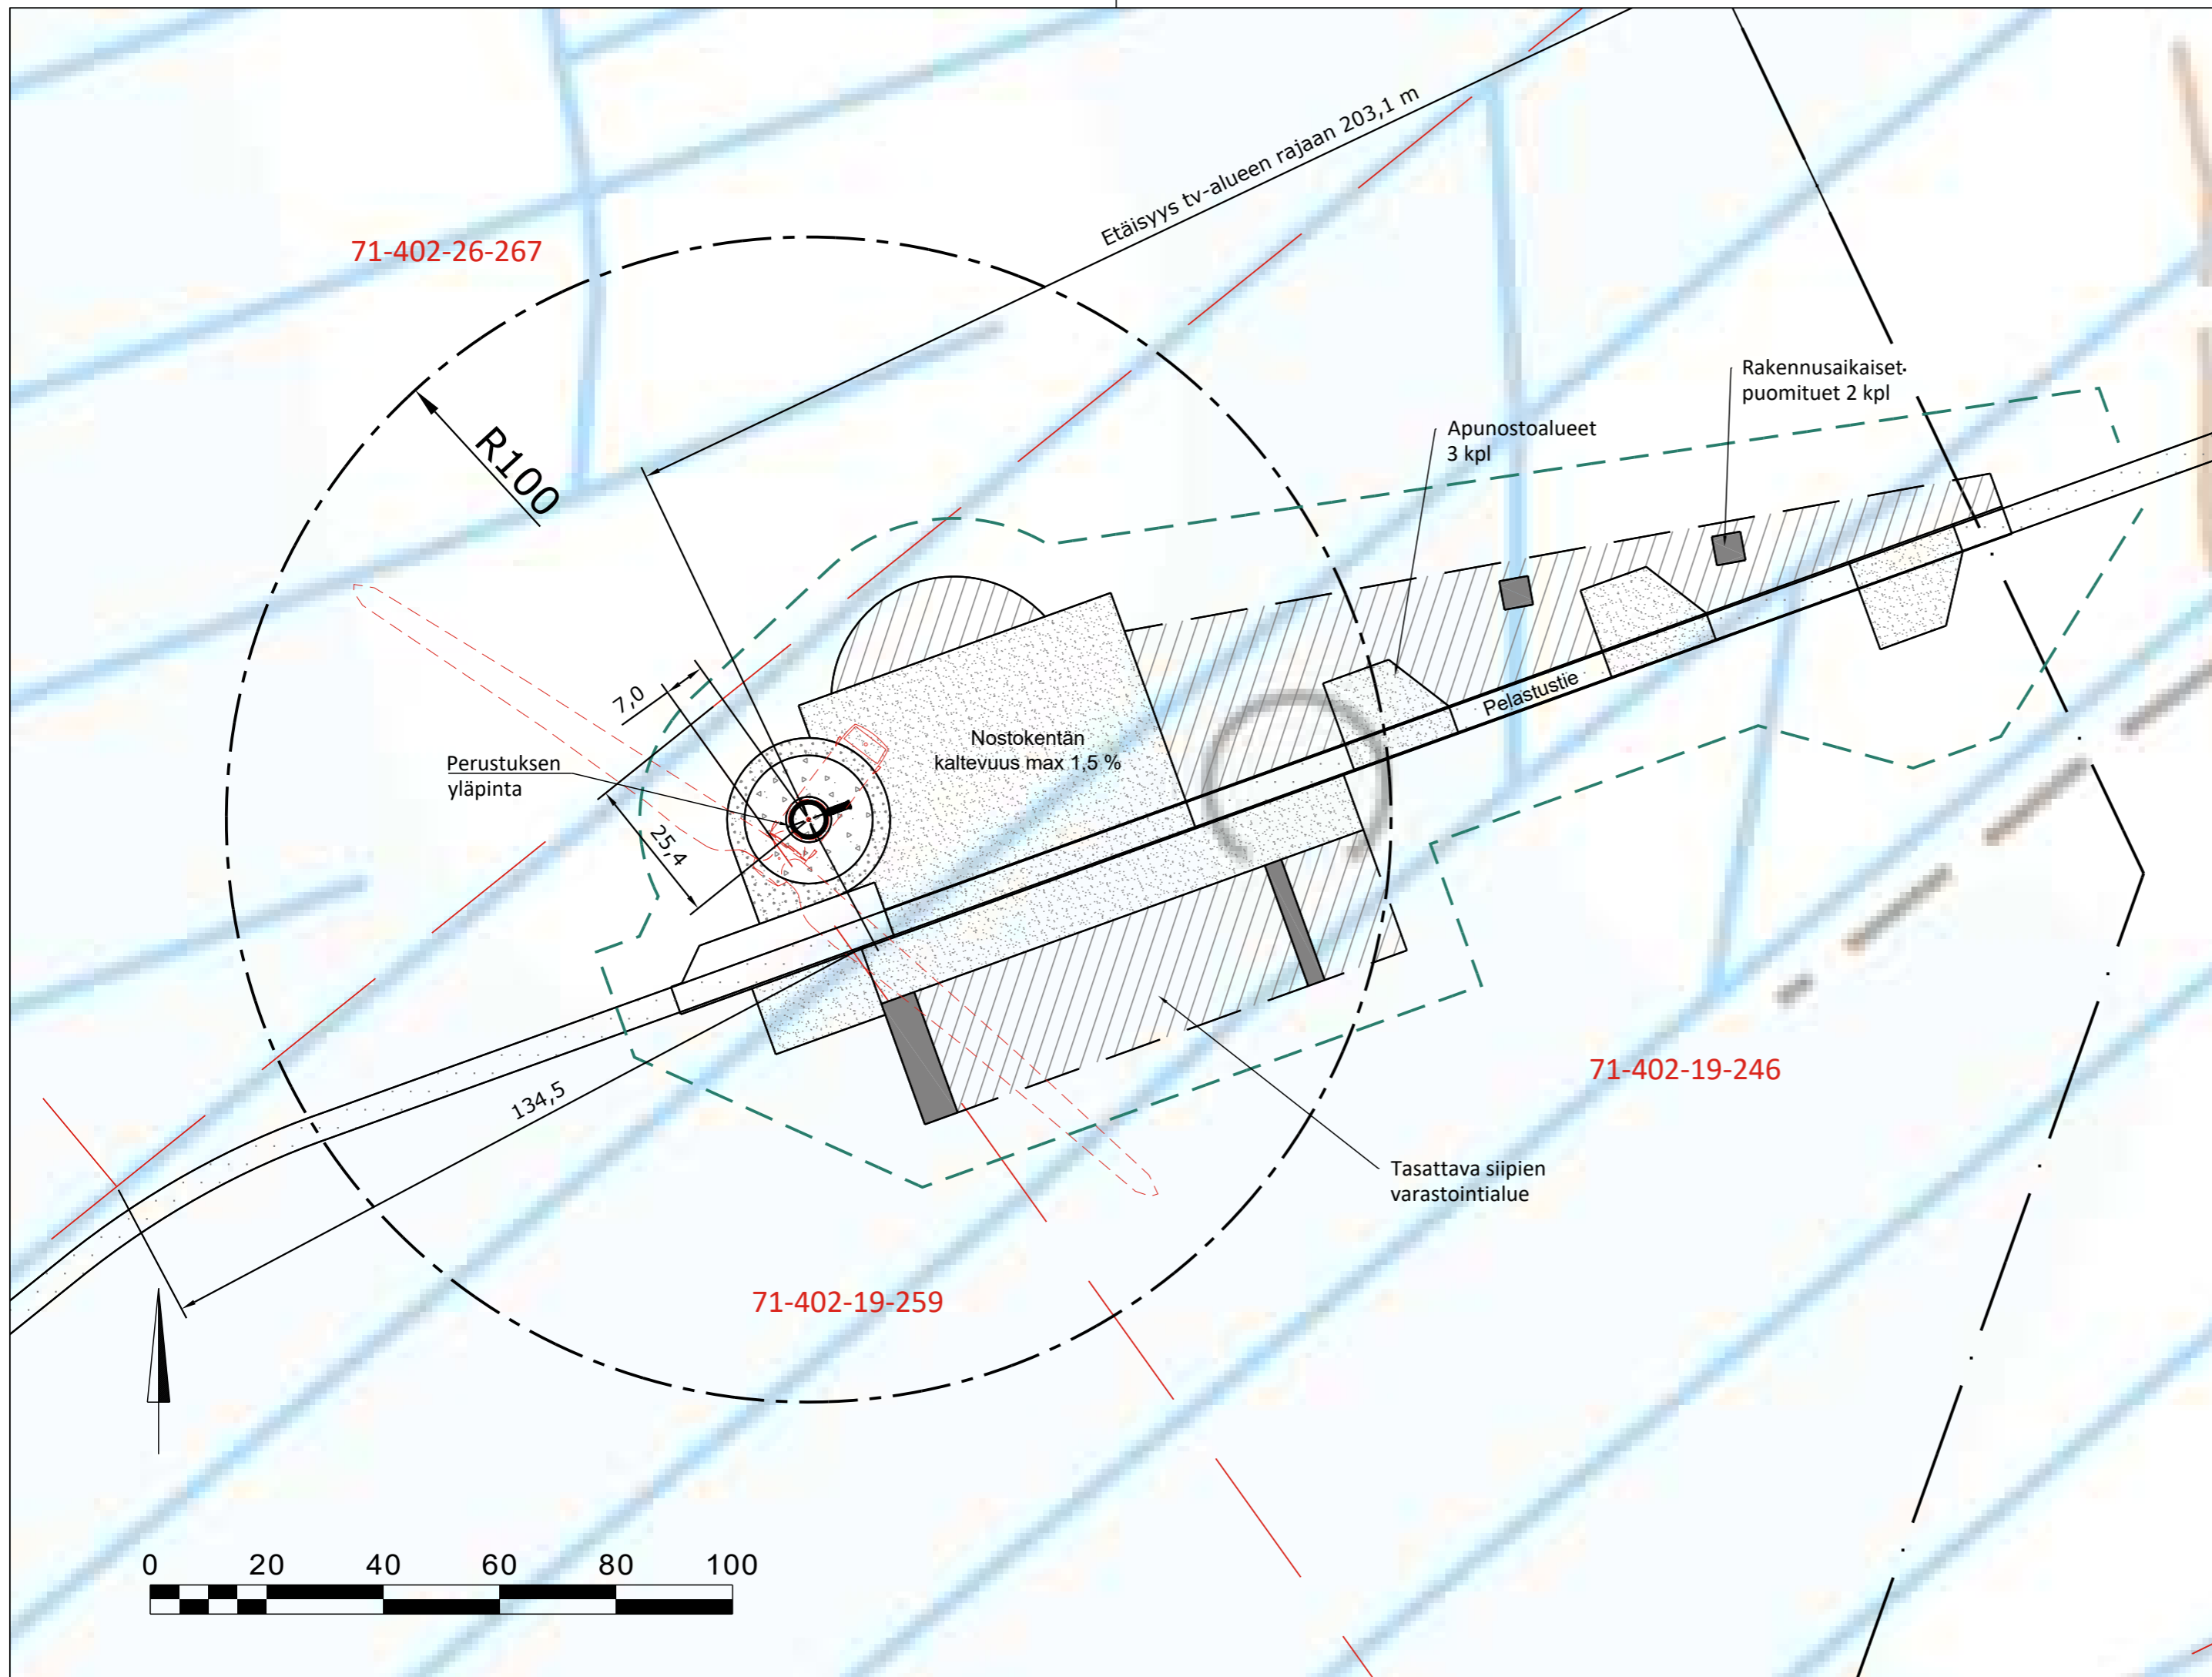 Etäisyys tv-alueen rajaan 203,1 m
71-402-26-267
R100
Rakennusaikaiset
puomituet 2 kpl
Apunostoalueet
3 kpl
7,0
Pelastustie
Nostokentän
kaltevuus max 1,5 %
Perustuksen
yläpinta
25,4
71-402-19-246
134,5
Tasattava siipien
varastointialue
71-402-19-259
0 20 40 60 80 100